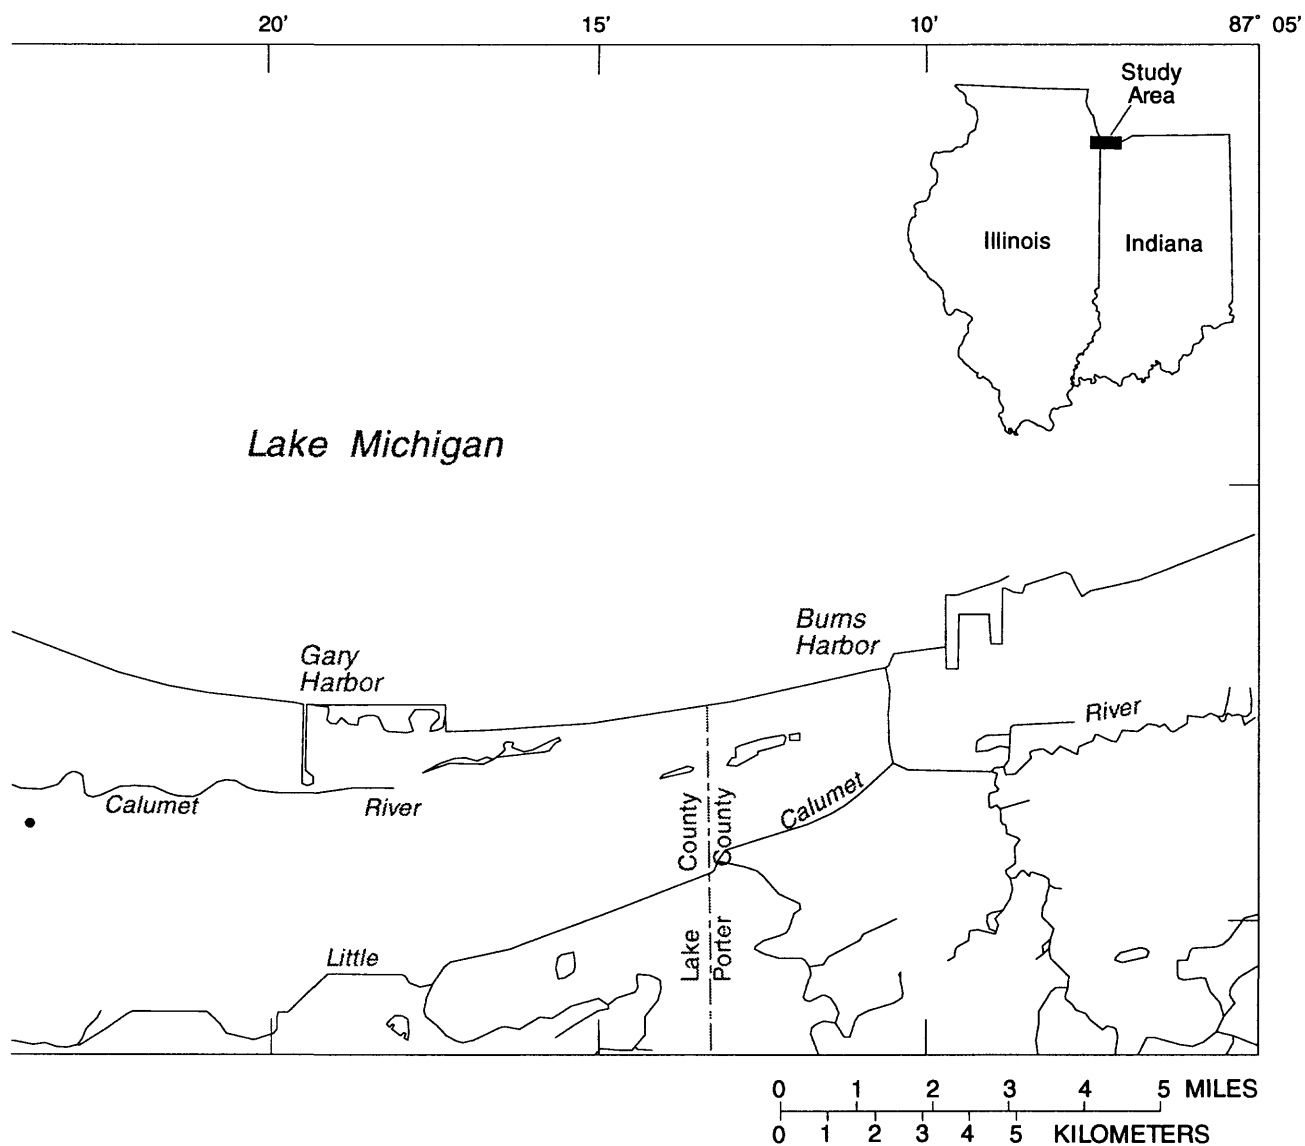 20' 15' 10' 87° 05'
Study
Area
Illinois
Indiana
Lake Michigan
Burns
Harbor
Gary
Harbor
River
Calumet
River
Calumet
County
County
Lake
Porter
Little
0 1 2 3 4 5 MILES
0 1 2 3 4 5 KILOMETERS